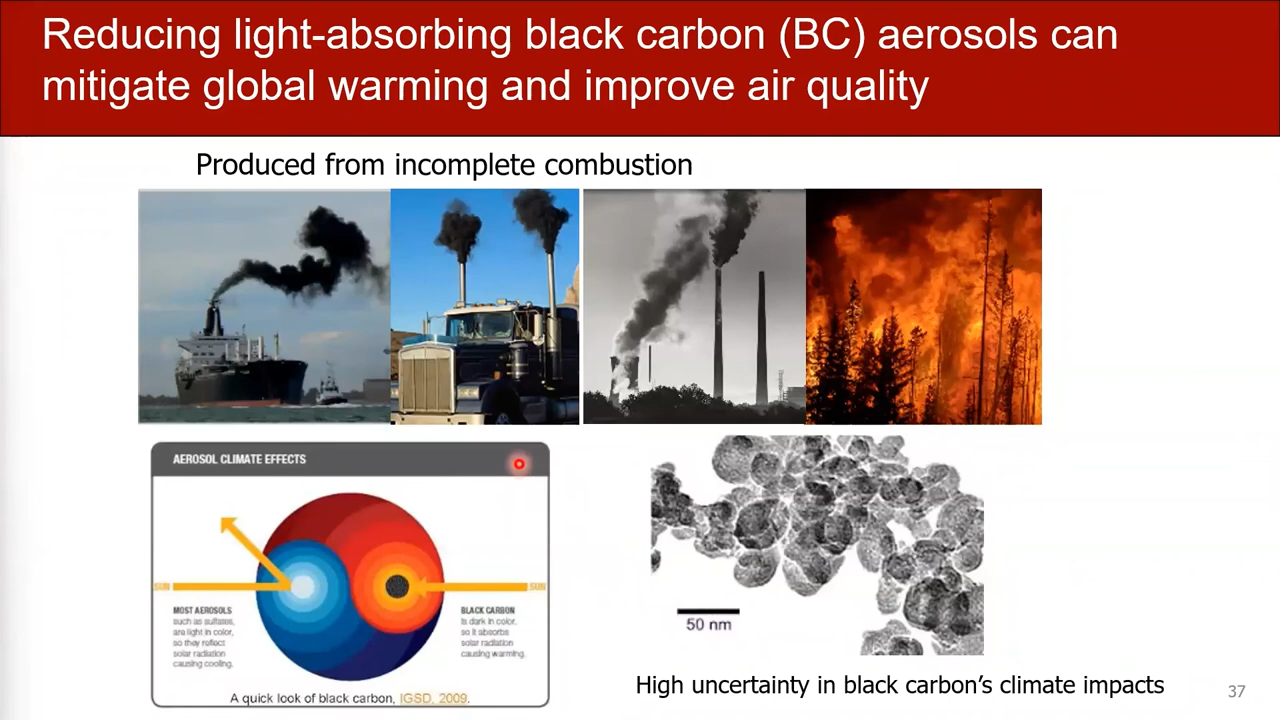 Reducing light-absorbing black carbon (BC) aerosols can
mitigate global warming and improve air quality
Produced from incomplete combustion
AEROSOL CLIMATE EFFECTS
SUN
SUN
MOST AEROSOLS
such as sulfates,
are light in color,
so they reflect
solar radiation
causing cooling.
BLACK CARBON
is dark in color,
so it absorbs
solar radiation
causing warming.
A quick look of black carbon, IGSD, 2009.
50 nm
High uncertainty in black carbon’s climate impacts
37